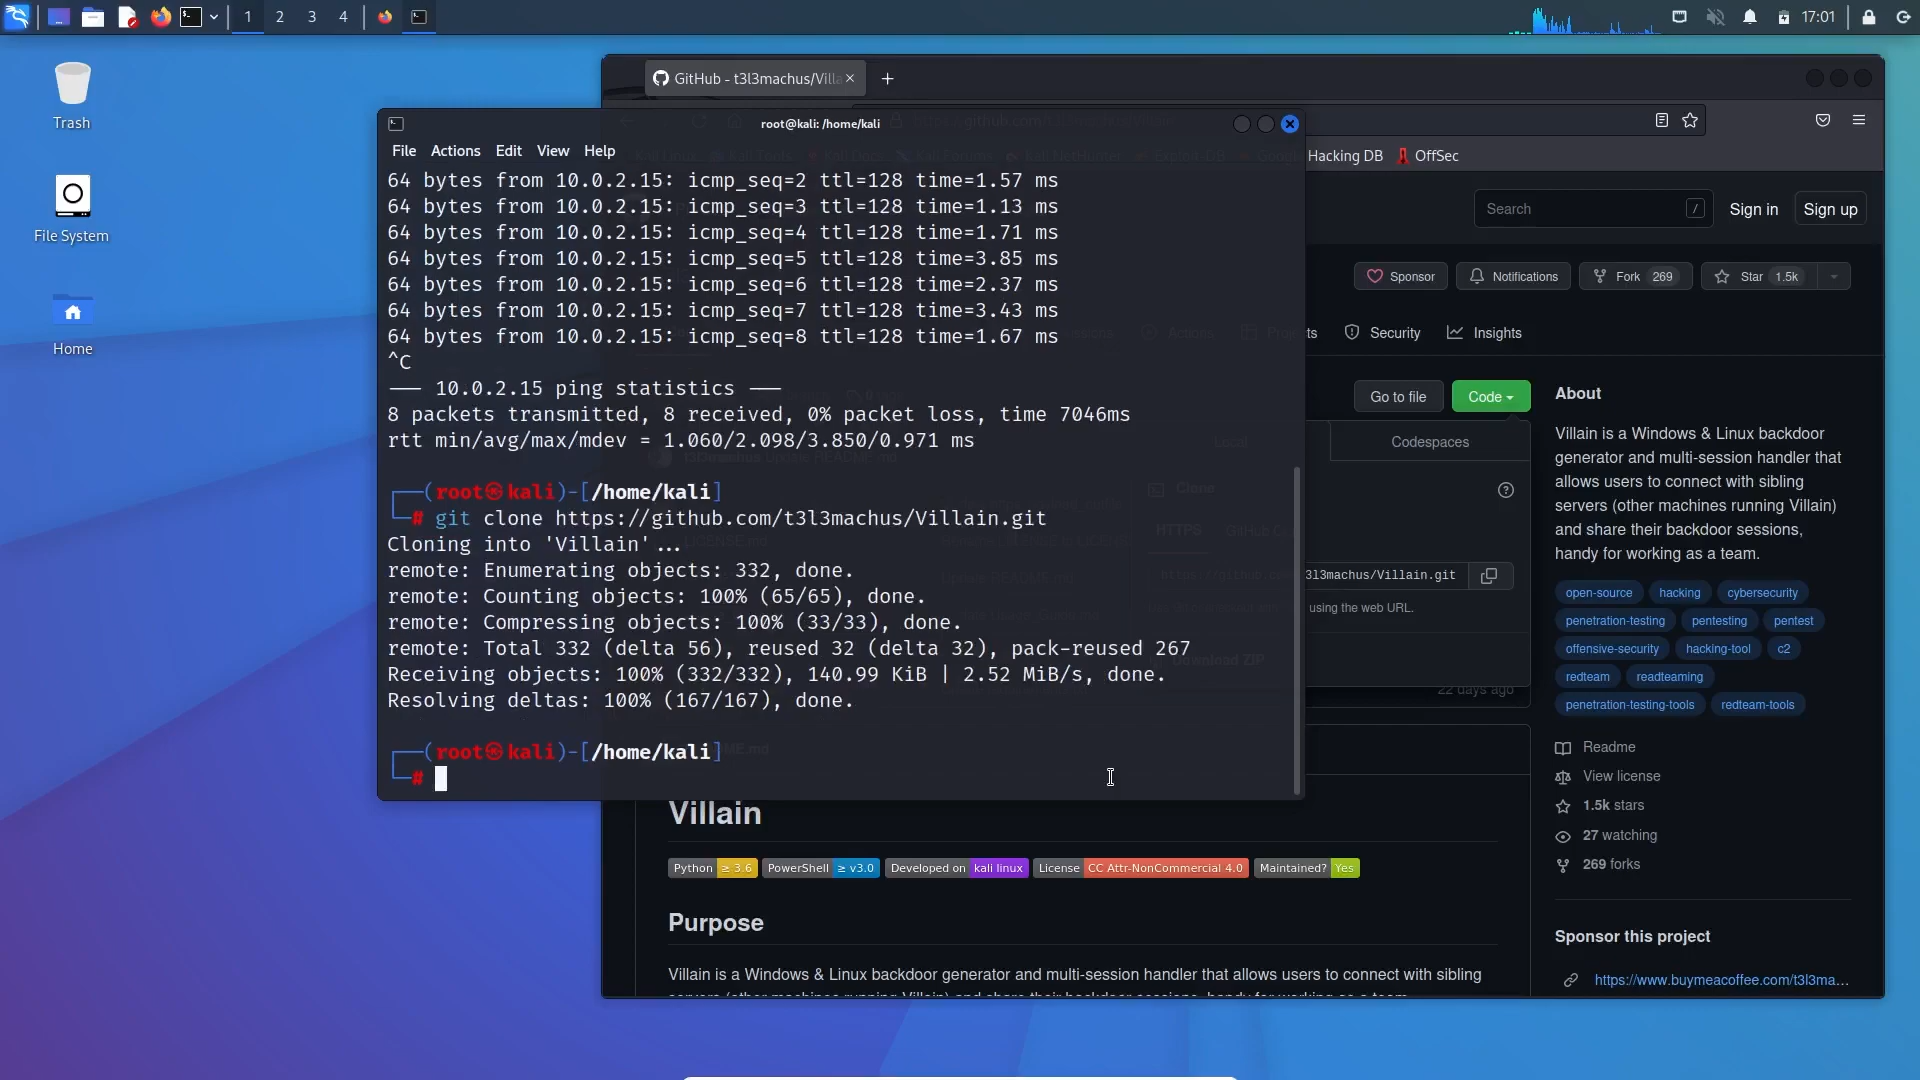 1
2
3
4
17:01
Trash
File System
Home
GitHub - t3l3machus/Villa
root@kali: /home/kali
File Actions Edit View Help
64 bytes from 10.0.2.15: icmp_seq=2 ttl=128 time=1.57 ms
64 bytes from 10.0.2.15: icmp_seq=3 ttl=128 time=1.13 ms
64 bytes from 10.0.2.15: icmp_seq=4 ttl=128 time=1.71 ms
64 bytes from 10.0.2.15: icmp_seq=5 ttl=128 time=3.85 ms
64 bytes from 10.0.2.15: icmp_seq=6 ttl=128 time=2.37 ms
64 bytes from 10.0.2.15: icmp_seq=7 ttl=128 time=3.43 ms
64 bytes from 10.0.2.15: icmp_seq=8 ttl=128 time=1.67 ms
^C
—— 10.0.2.15 ping statistics ——
8 packets transmitted, 8 received, 0% packet loss, time 7046ms
rtt min/avg/max/mdev = 1.060/2.098/3.850/0.971 ms
┌──(root㉿kali)-[/home/kali]
└─# git clone https://github.com/t3l3machus/Villain.git
Cloning into 'Villain'...
remote: Enumerating objects: 332, done.
remote: Counting objects: 100% (65/65), done.
remote: Compressing objects: 100% (33/33), done.
remote: Total 332 (delta 56), reused 32 (delta 32), pack-reused 267
Receiving objects: 100% (332/332), 140.99 KiB | 2.52 MiB/s, done.
Resolving deltas: 100% (167/167), done.
┌──(root㉿kali)-[/home/kali]
└─#
Hacking DB OffSec
Search /
Sign in
Sign up
Sponsor
Notifications
Fork 269
Star 1.5k
Security
Insights
Go to file
Code
Codespaces
3l3machus/Villain.git
using the web URL.
22 days ago
About
Villain is a Windows & Linux backdoor
generator and multi-session handler that
allows users to connect with sibling
servers (other machines running Villain)
and share their backdoor sessions,
handy for working as a team.
open-source hacking cybersecurity
penetration-testing pentesting pentest
offensive-security hacking-tool c2
redteam readteaming
penetration-testing-tools redteam-tools
Readme
View license
1.5k stars
27 watching
269 forks
Sponsor this project
https://www.buymeacoffee.com/t3l3ma...
Villain
Python ≥ 3.6 PowerShell ≥ v3.0 Developed on kali linux License CC Attr-NonCommercial 4.0 Maintained? Yes
Purpose
Villain is a Windows & Linux backdoor generator and multi-session handler that allows users to connect with sibling